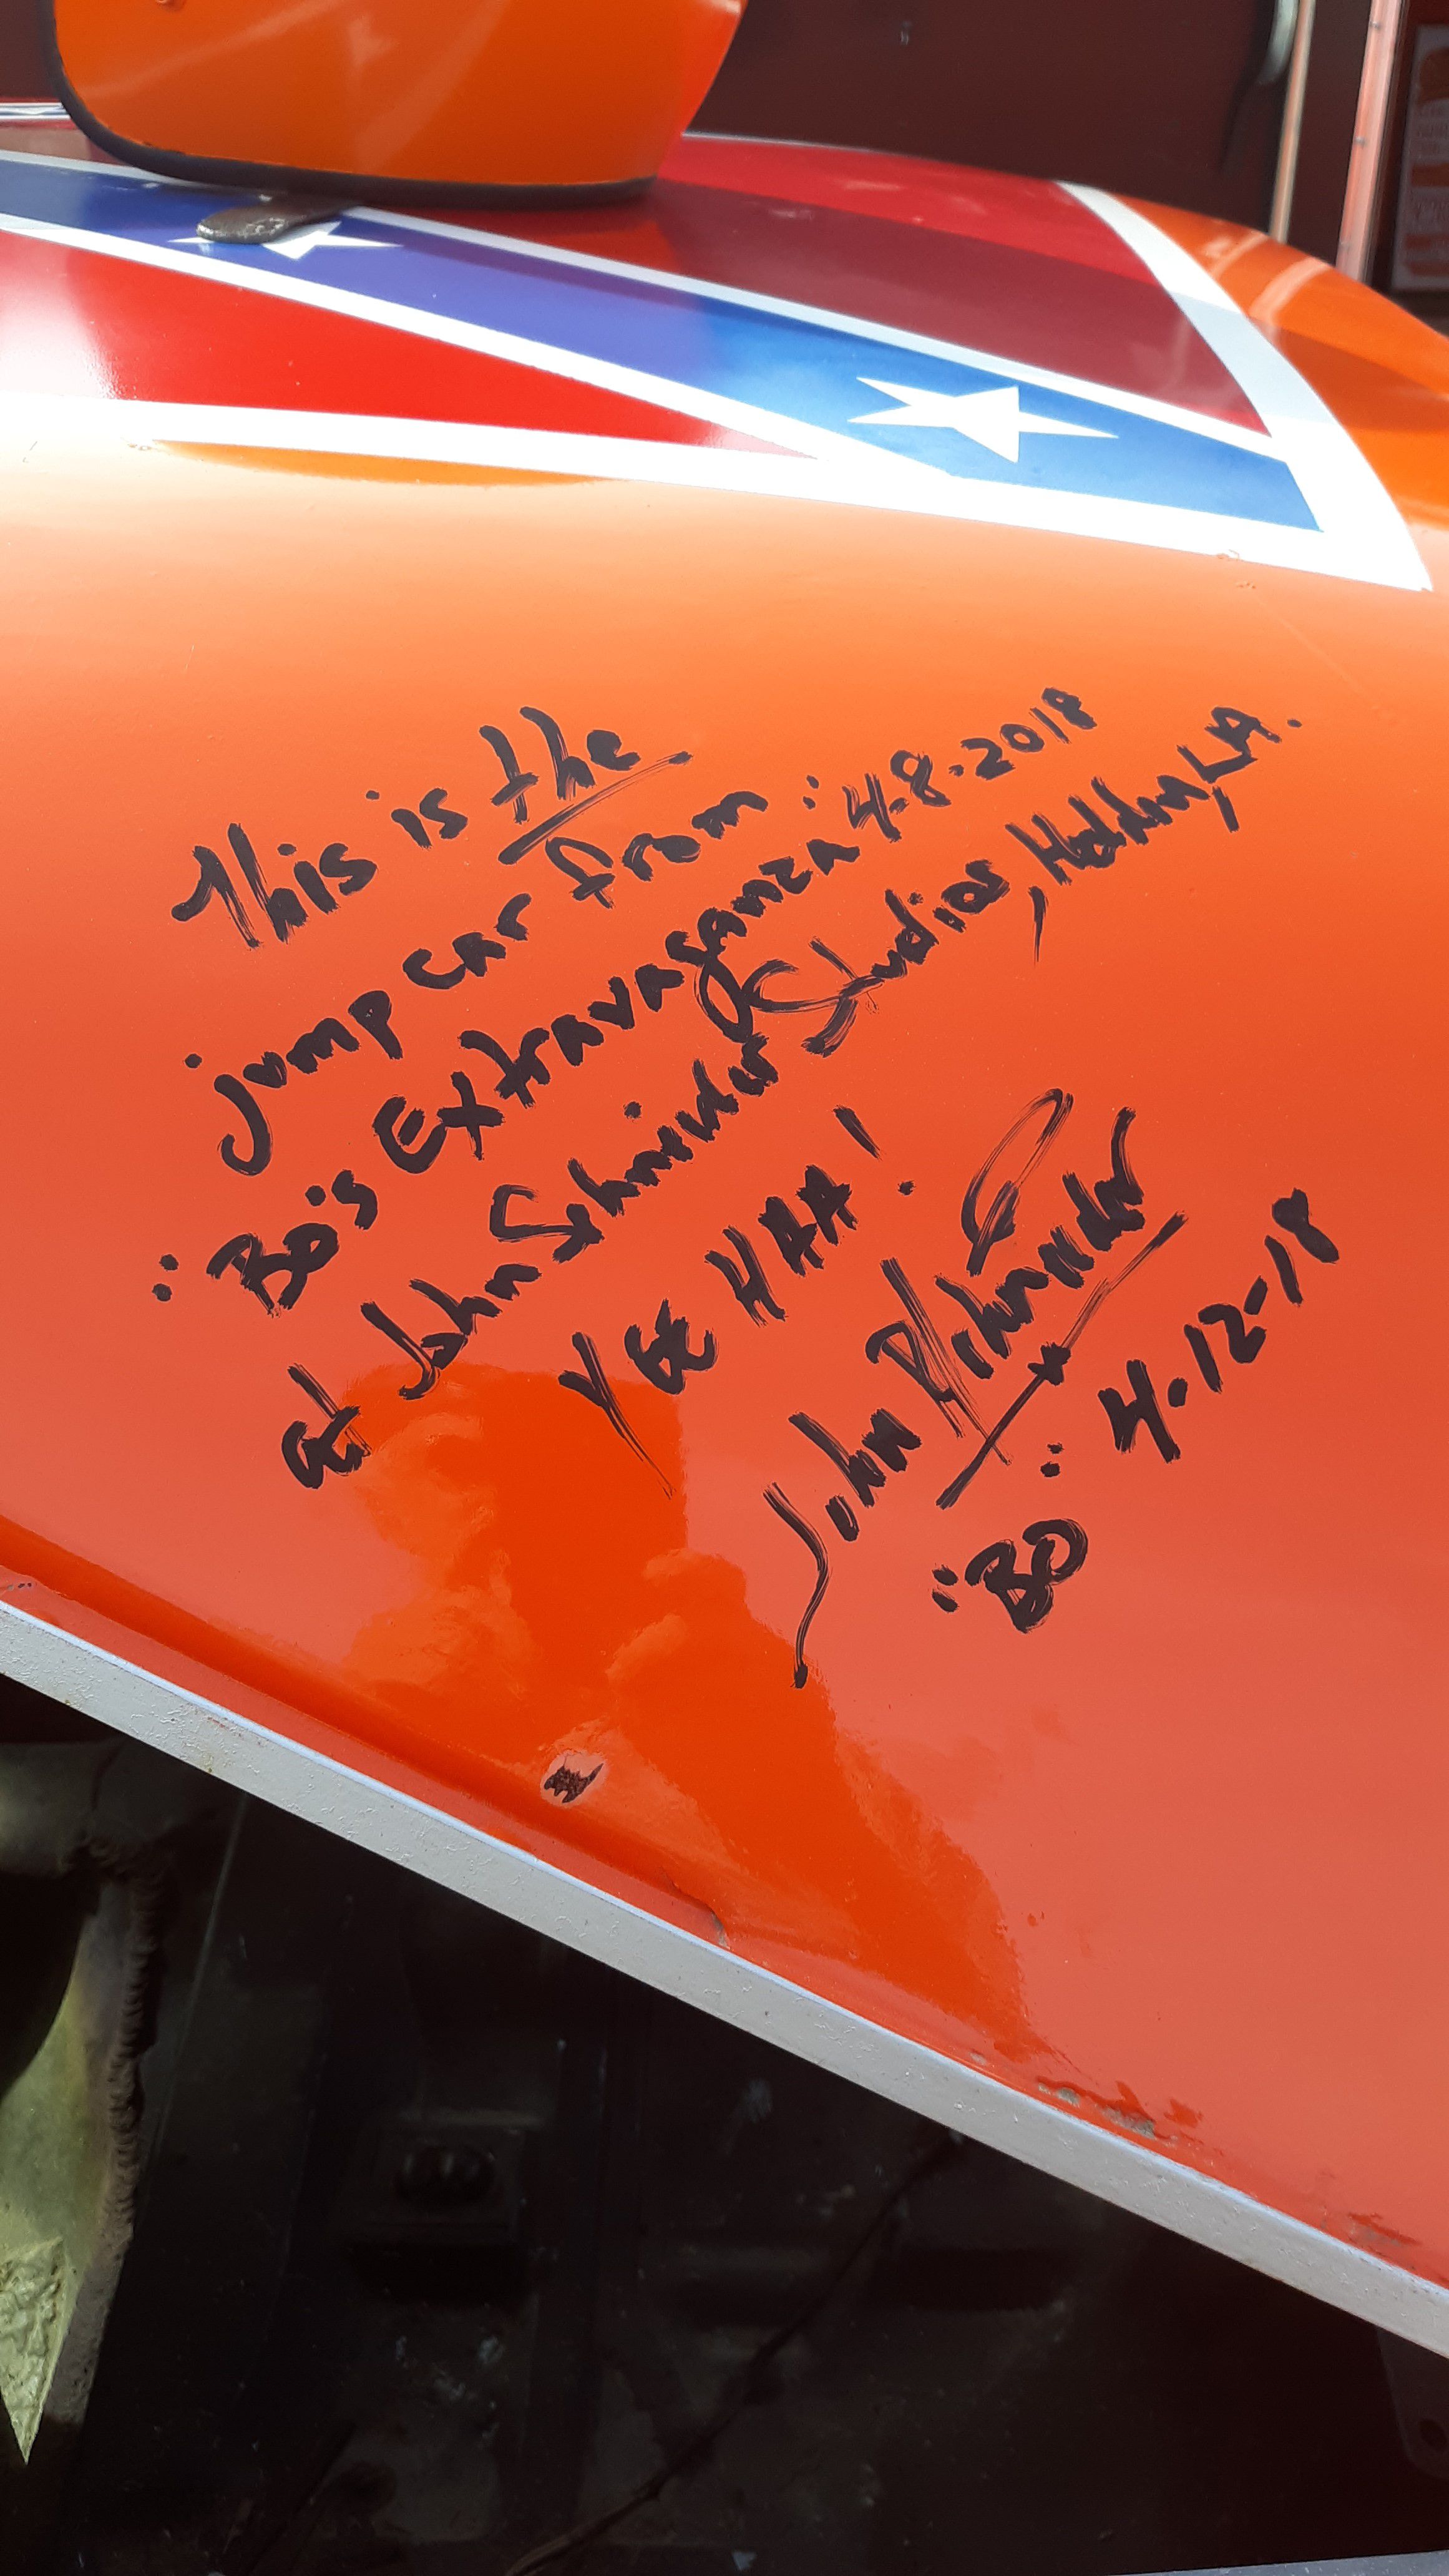 This is the
jump car from
"Bo's Extravaganza" 4.8.2018
at John Schneider Studios, Holden, LA.
YEE HAA!
John Schneider
"BO" 4.12-18